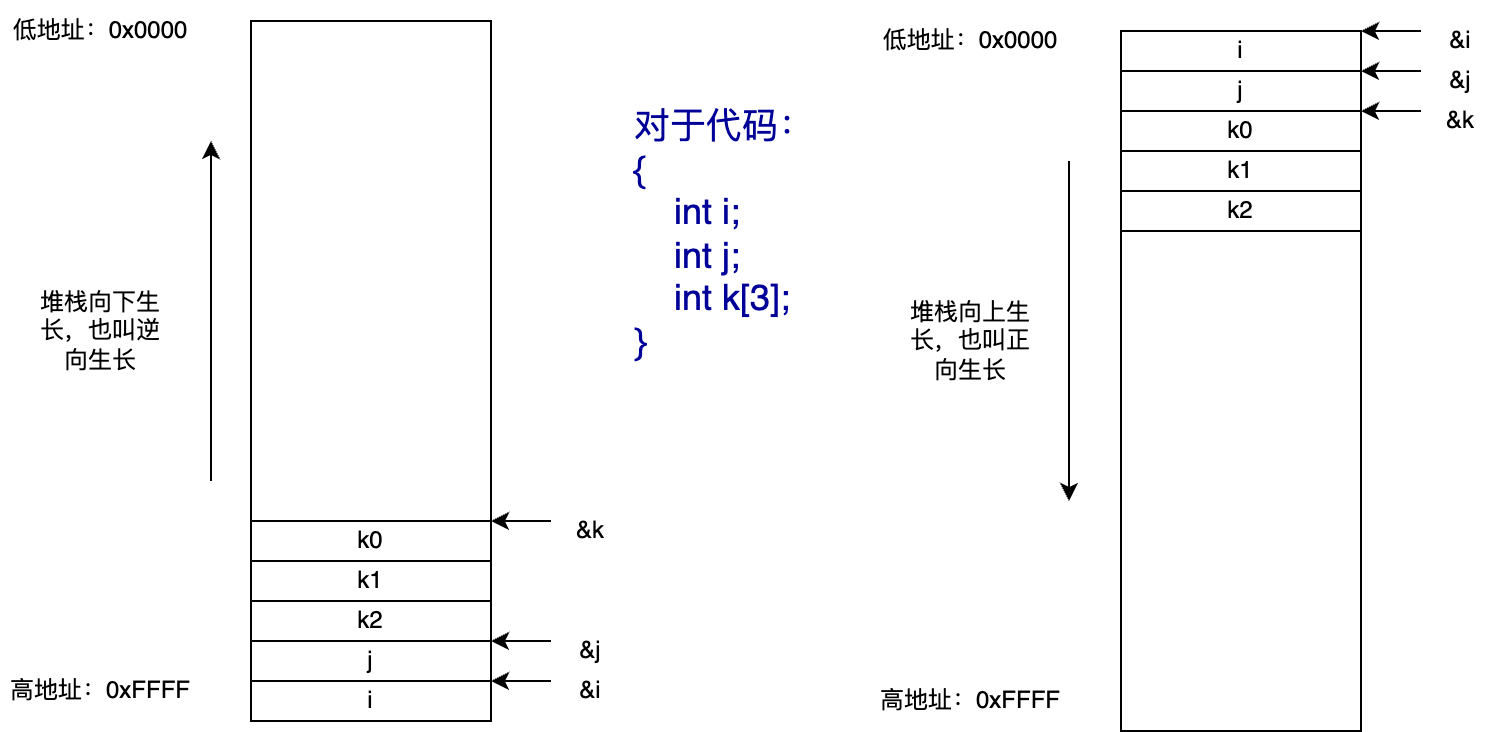 低地址：0x0000
堆栈向下生
长，也叫逆
向生长
k0
k1
k2
j
i
高地址：0xFFFF
&k
&j
&i
对于代码：
{
int i;
int j;
int k[3];
}
低地址：0x0000
i
j
k0
k1
k2
&i
&j
&k
堆栈向上生
长，也叫正
向生长
高地址：0xFFFF